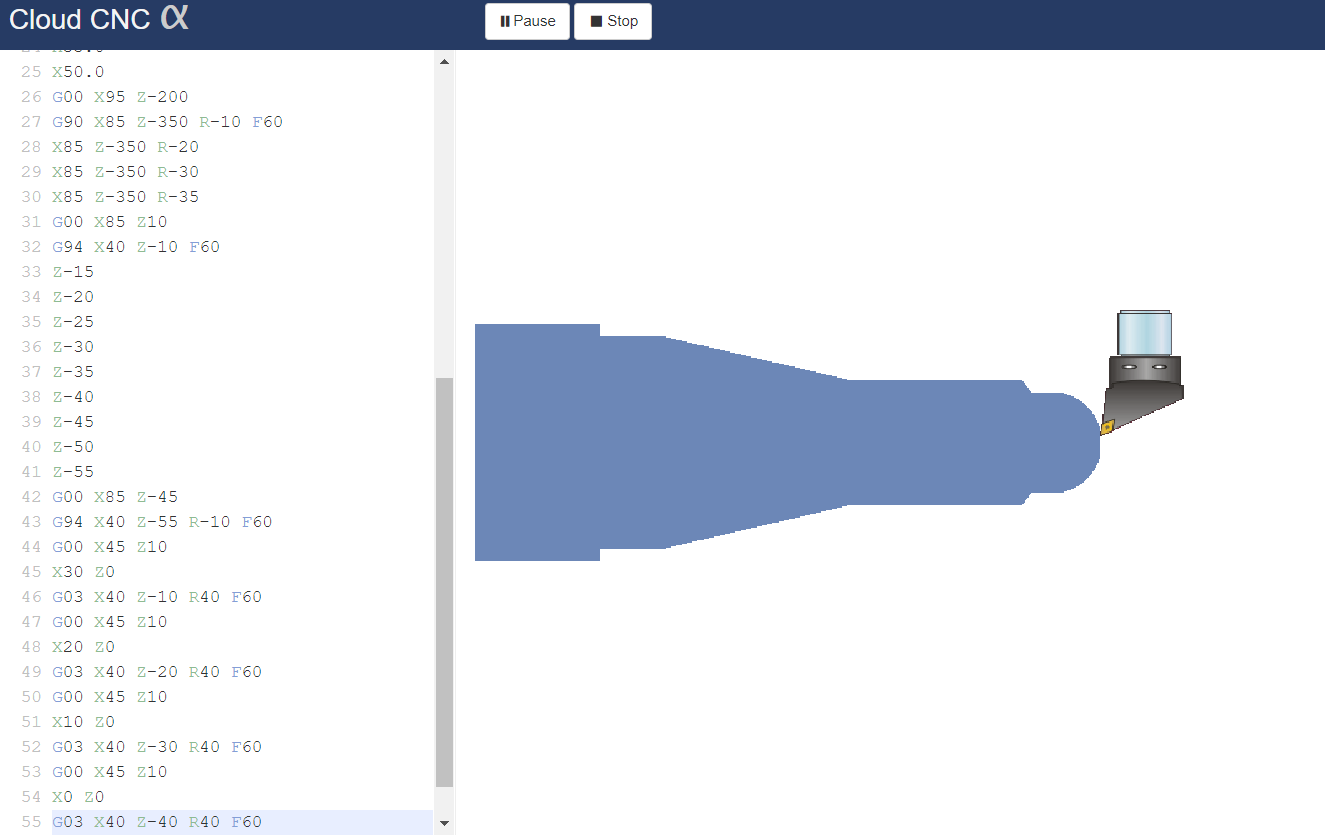 Cloud CNC α
Pause
Stop
25 X50.0
26 G00 X95 Z-200
27 G90 X85 Z-350 R-10 F60
28 X85 Z-350 R-20
29 X85 Z-350 R-30
30 X85 Z-350 R-35
31 G00 X85 Z10
32 G94 X40 Z-10 F60
33 Z-15
34 Z-20
35 Z-25
36 Z-30
37 Z-35
38 Z-40
39 Z-45
40 Z-50
41 Z-55
42 G00 X85 Z-45
43 G94 X40 Z-55 R-10 F60
44 G00 X45 Z10
45 X30 Z0
46 G03 X40 Z-10 R40 F60
47 G00 X45 Z10
48 X20 Z0
49 G03 X40 Z-20 R40 F60
50 G00 X45 Z10
51 X10 Z0
52 G03 X40 Z-30 R40 F60
53 G00 X45 Z10
54 X0 Z0
55 G03 X40 Z-40 R40 F60